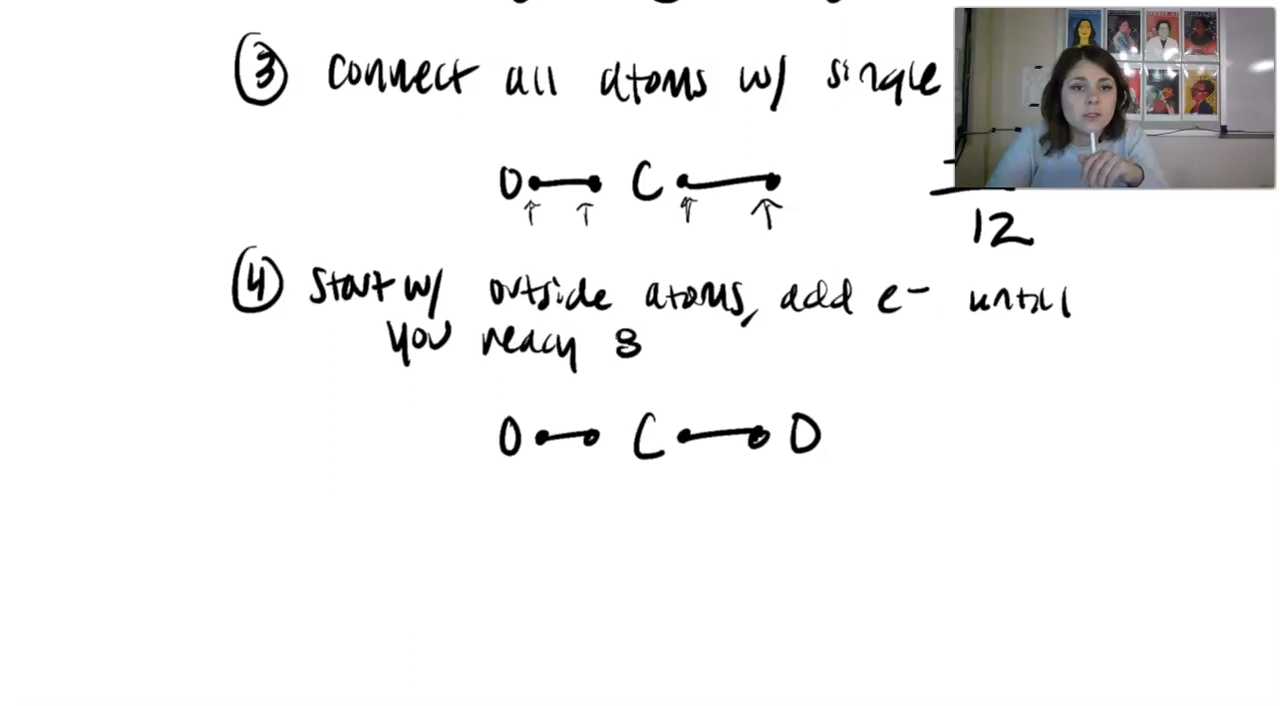 ③ connect all atoms w/ single
O C
12
④ start w/ outside atoms, add e- until
you reach 8
O C O